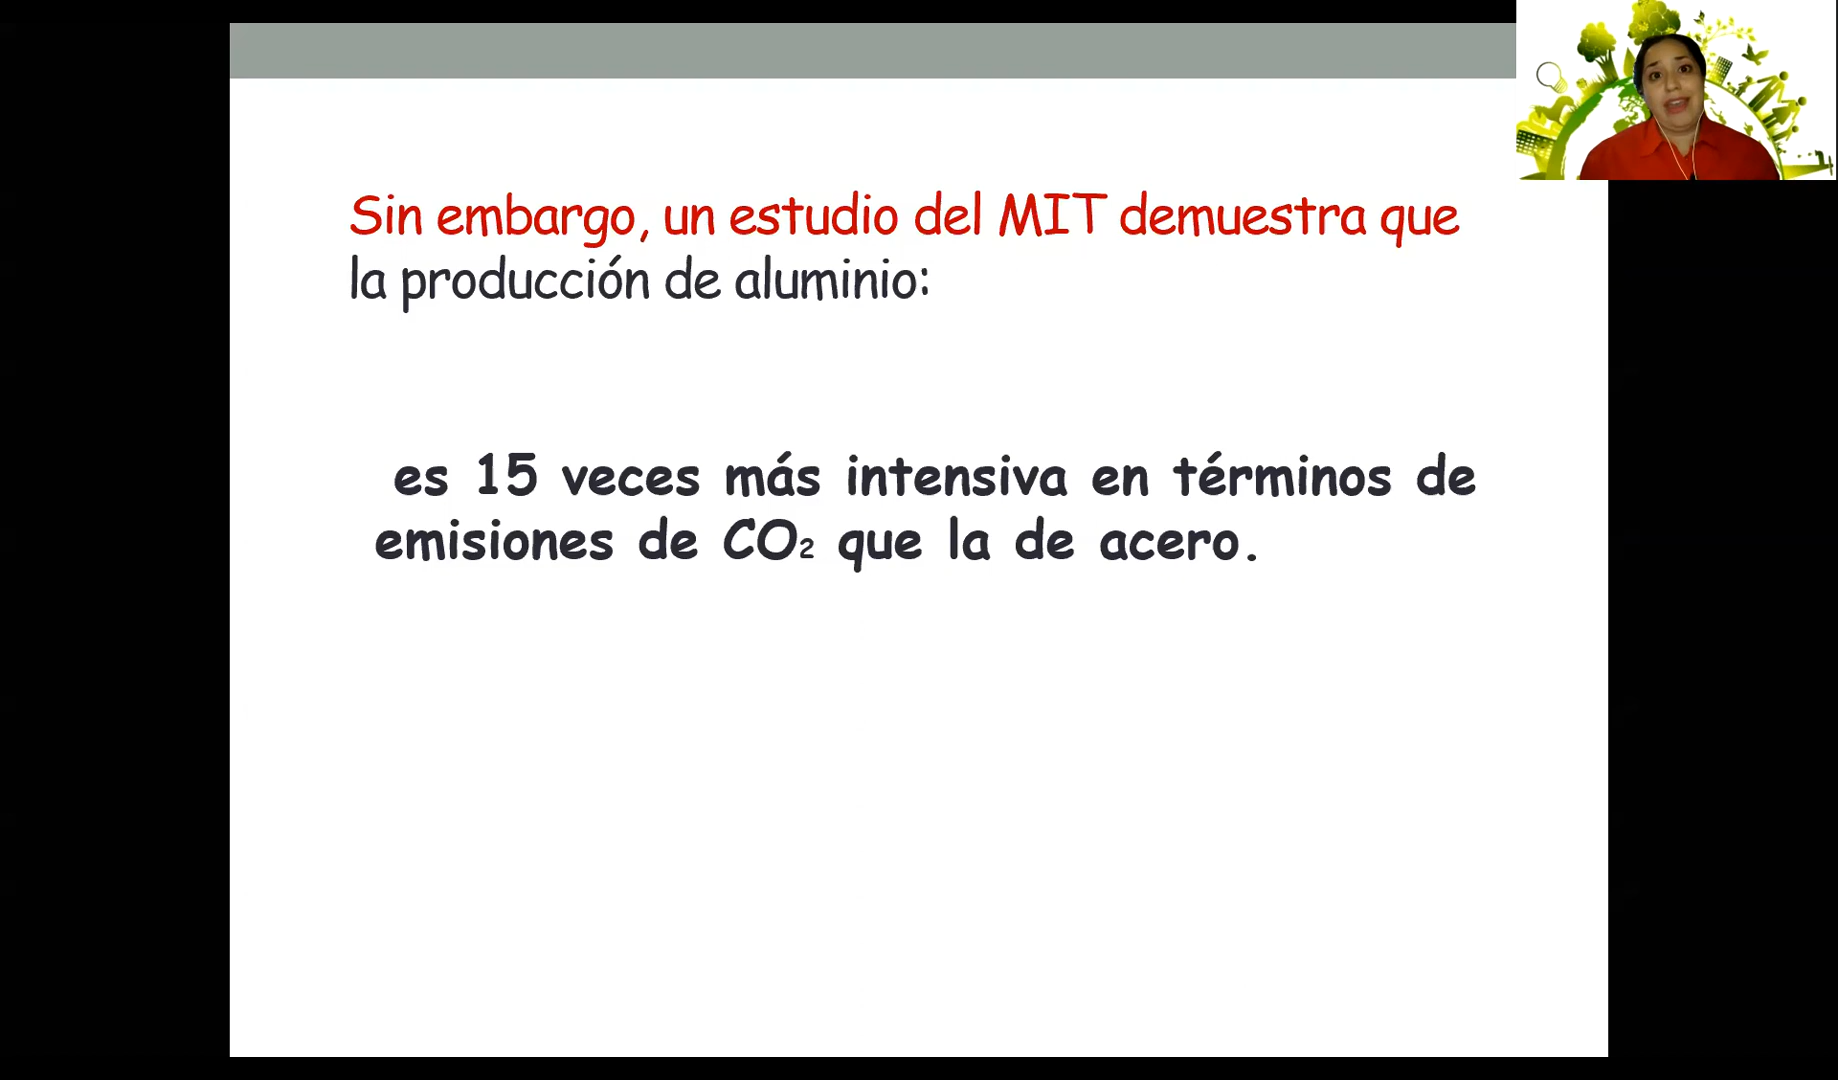 Sin embargo, un estudio del MIT demuestra que
la producción de aluminio:
es 15 veces más intensiva en términos de
emisiones de CO₂ que la de acero.